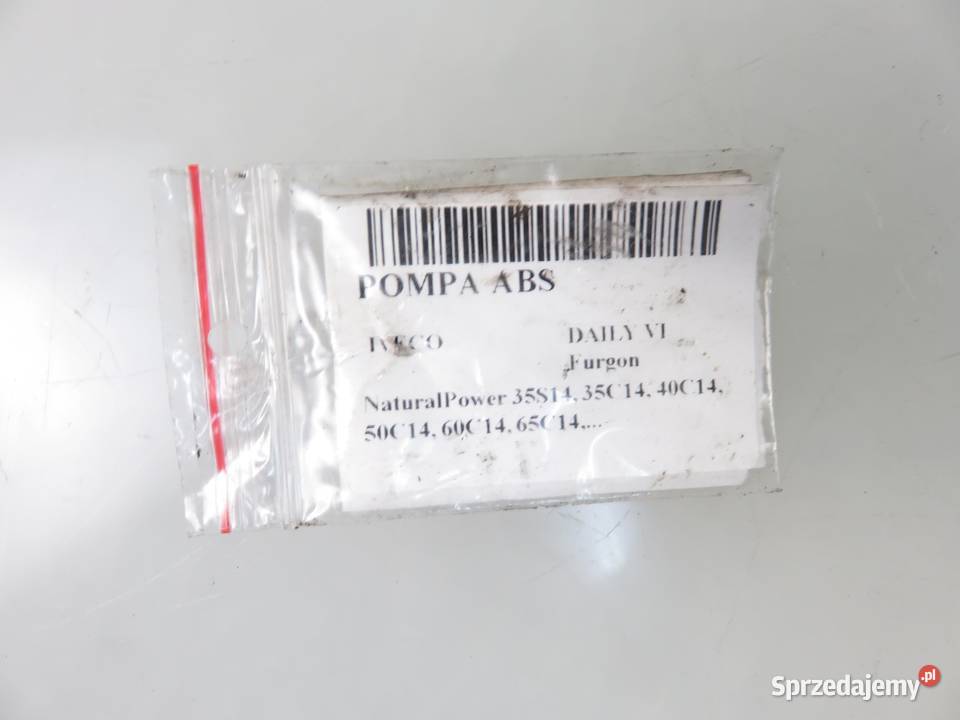 POMPA ABS
IVECO DAILY VI
Furgon
NaturalPower 35S14, 35C14, 40C14,
50C14, 60C14, 65C14,...
Sprzedajemy.pl